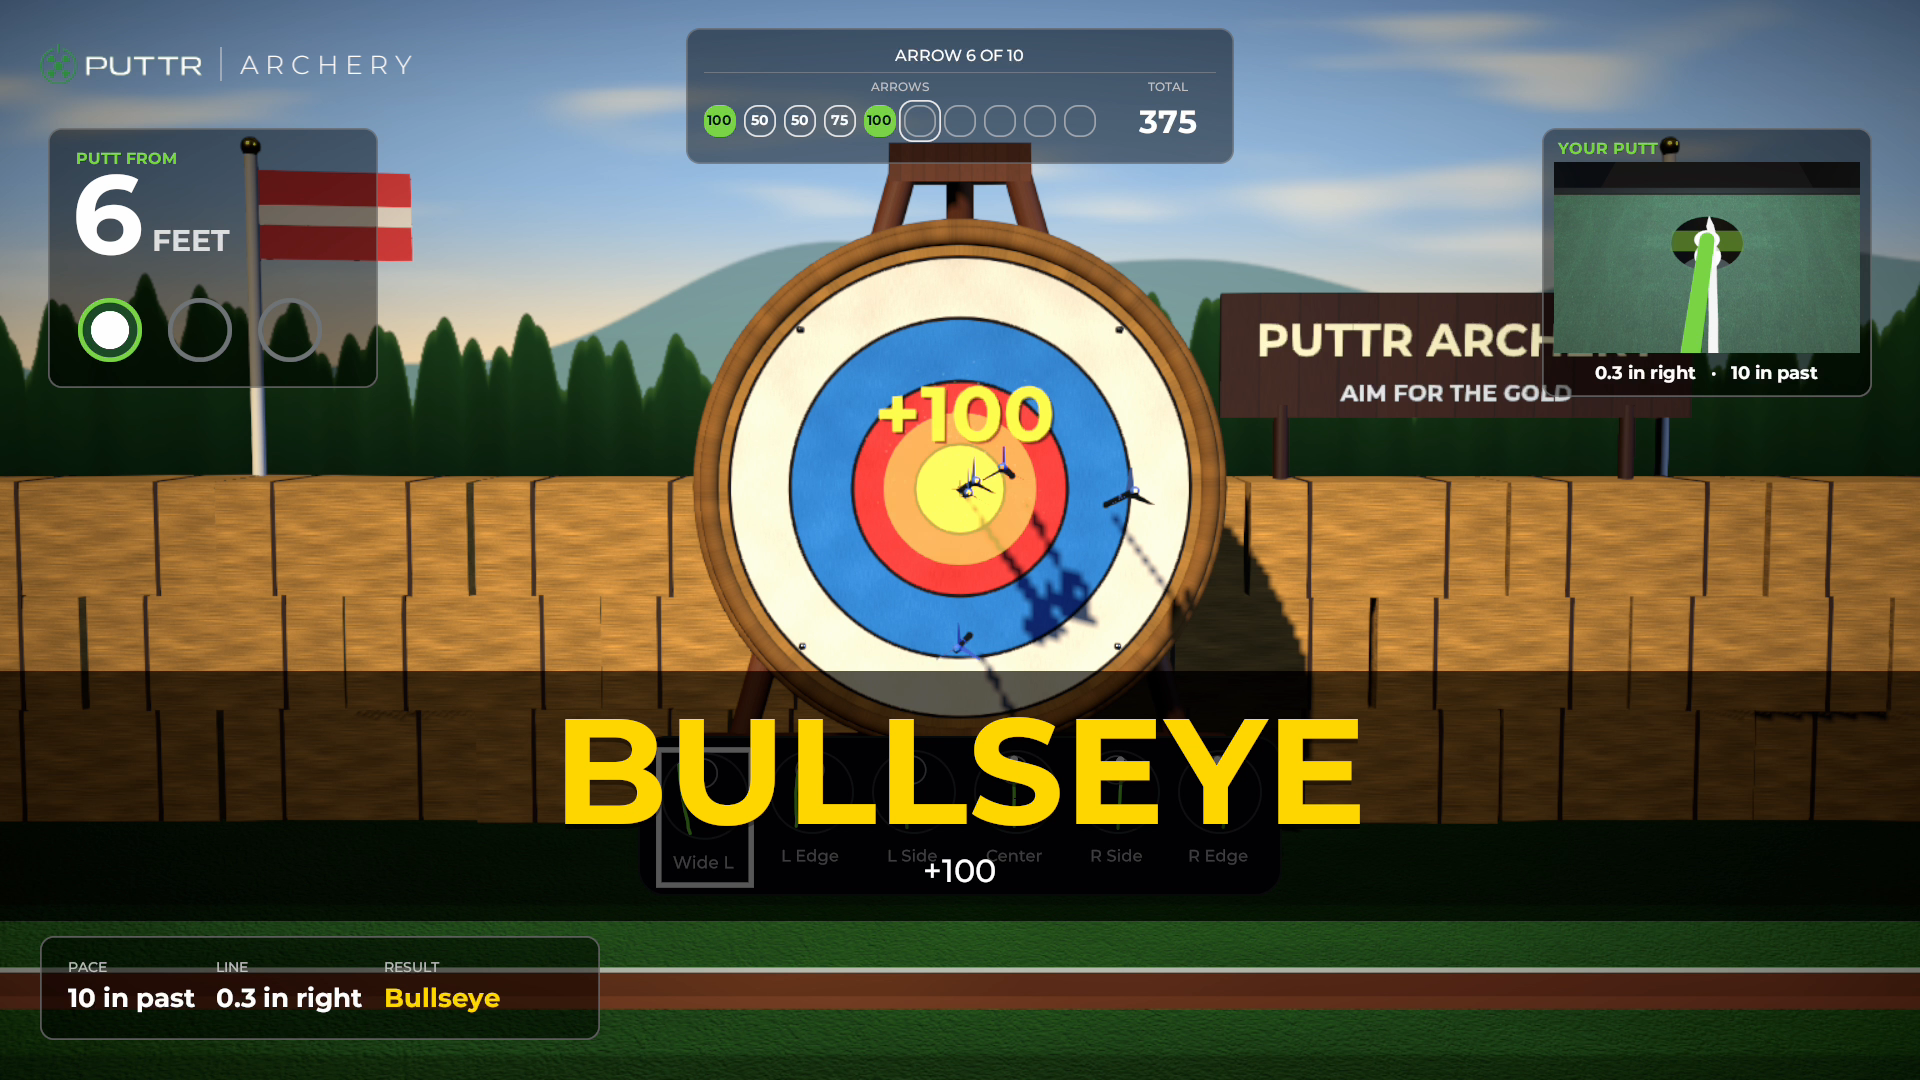 PUTTR | ARCHERY
ARROW 6 OF 10
ARROWS
TOTAL
100 50 50 75 100
375
PUTT FROM
6 FEET
YOUR PUTT
0.3 in right · 10 in past
PUTTR ARCHERY
AIM FOR THE GOLD
+100
BULLSEYE
Wide L
L Edge
L Side
Center
R Side
R Edge
+100
PACE
LINE
RESULT
10 in past
0.3 in right
Bullseye